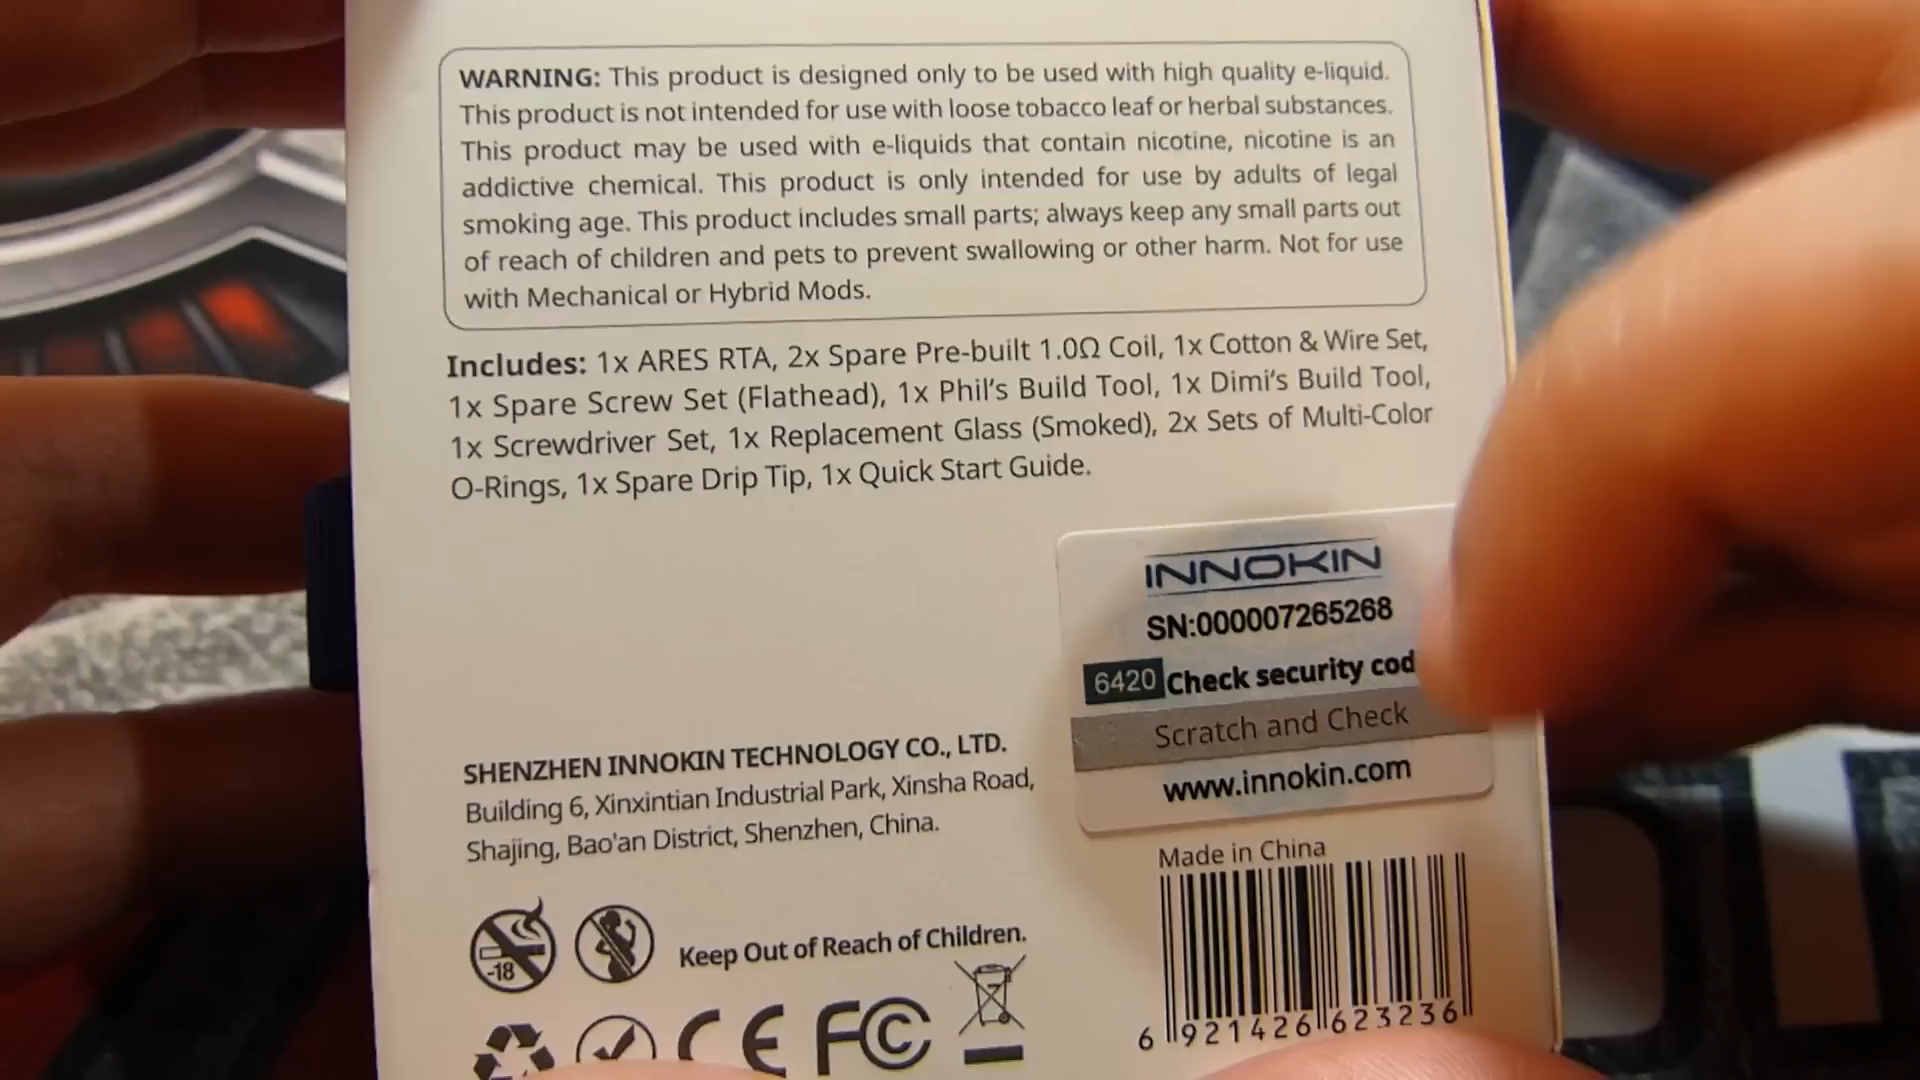 WARNING: This product is designed only to be used with high quality e-liquid.
This product is not intended for use with loose tobacco leaf or herbal substances.
This product may be used with e-liquids that contain nicotine, nicotine is an
addictive chemical. This product is only intended for use by adults of legal
smoking age. This product includes small parts; always keep any small parts out
of reach of children and pets to prevent swallowing or other harm. Not for use
with Mechanical or Hybrid Mods.
Includes: 1x ARES RTA, 2x Spare Pre-built 1.0Ω Coil, 1x Cotton & Wire Set,
1x Spare Screw Set (Flathead), 1x Phil's Build Tool, 1x Dimi's Build Tool,
1x Screwdriver Set, 1x Replacement Glass (Smoked), 2x Sets of Multi-Color
O-Rings, 1x Spare Drip Tip, 1x Quick Start Guide.
INNOKIN
SN:000007265268
6420 Check security cod
Scratch and Check
www.innokin.com
SHENZHEN INNOKIN TECHNOLOGY CO., LTD.
Building 6, Xinxintian Industrial Park, Xinsha Road,
Shajing, Bao'an District, Shenzhen, China.
Made in China
-18
Keep Out of Reach of Children.
CE FC
6 921426 623236